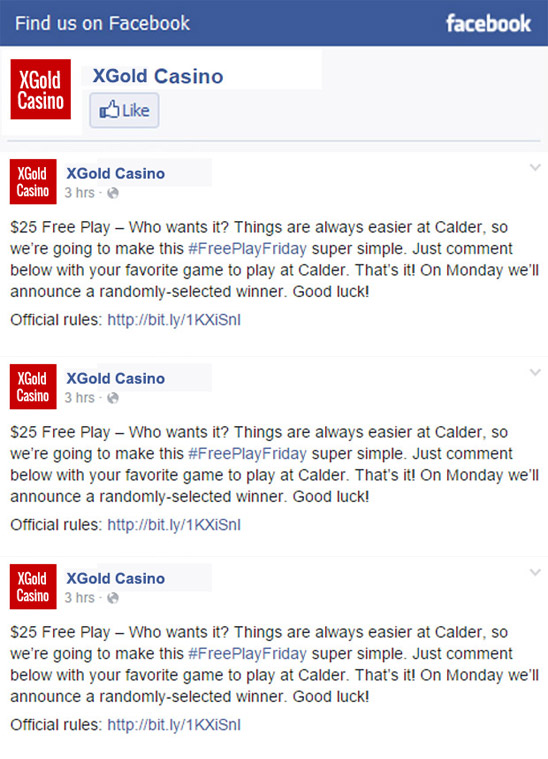 Find us on Facebook
facebook
XGold
Casino
XGold Casino
Like
XGold
Casino
XGold Casino
3 hrs ·
$25 Free Play – Who wants it? Things are always easier at Calder, so
we're going to make this #FreePlayFriday super simple. Just comment
below with your favorite game to play at Calder. That's it! On Monday we'll
announce a randomly-selected winner. Good luck!
Official rules: http://bit.ly/1KXiSnI
XGold
Casino
XGold Casino
3 hrs ·
$25 Free Play – Who wants it? Things are always easier at Calder, so
we're going to make this #FreePlayFriday super simple. Just comment
below with your favorite game to play at Calder. That's it! On Monday we'll
announce a randomly-selected winner. Good luck!
Official rules: http://bit.ly/1KXiSnI
XGold
Casino
XGold Casino
3 hrs ·
$25 Free Play – Who wants it? Things are always easier at Calder, so
we're going to make this #FreePlayFriday super simple. Just comment
below with your favorite game to play at Calder. That's it! On Monday we'll
announce a randomly-selected winner. Good luck!
Official rules: http://bit.ly/1KXiSnI